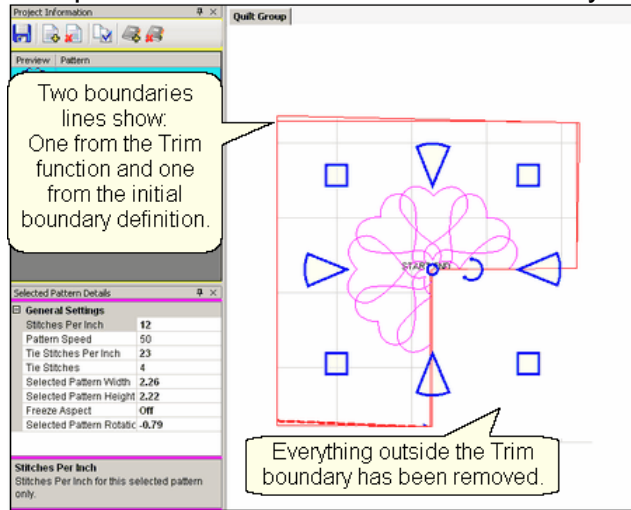 Project Information
Quilt Group
Preview Pattern
Two boundaries
lines show:
One from the Trim
function and one
from the initial
boundary definition.
START
Selected Pattern Details
General Settings
Stitches Per Inch 12
Pattern Speed 50
Tie Stitches Per Inch 23
Tie Stitches 4
Selected Pattern Width 2.26
Selected Pattern Height 2.22
Freeze Aspect Off
Selected Pattern Rotatic -0.79
Stitches Per Inch
Stitches Per Inch for this selected pattern
only.
Everything outside the Trim
boundary has been removed.